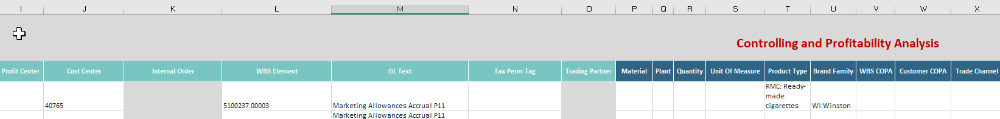 I J K L M N O P Q R S T U V W X
Controlling and Profitability Analysis
Profit Center Cost Center Internal Order WBS Element GL Text Tax Perm Tag Trading Partner Material Plant Quantity Unit Of Measure Product Type Brand Family WBS COPA Customer COPA Trade Channel
RMC: Ready-
made
40765 5100237.00003 Marketing Allowances Accrual P11 cigarettes WI:Winston
Marketing Allowances Accrual P11